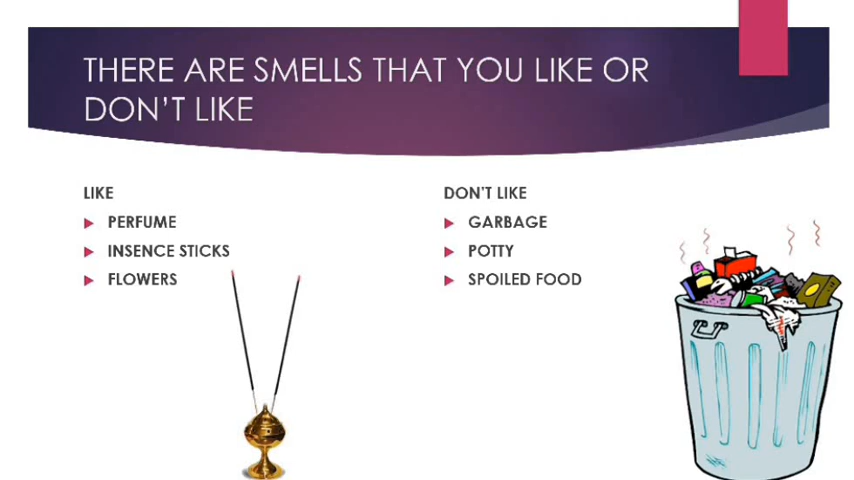 THERE ARE SMELLS THAT YOU LIKE OR
DON'T LIKE
LIKE
PERFUME
INSENCE STICKS
FLOWERS
DON'T LIKE
GARBAGE
POTTY
SPOILED FOOD